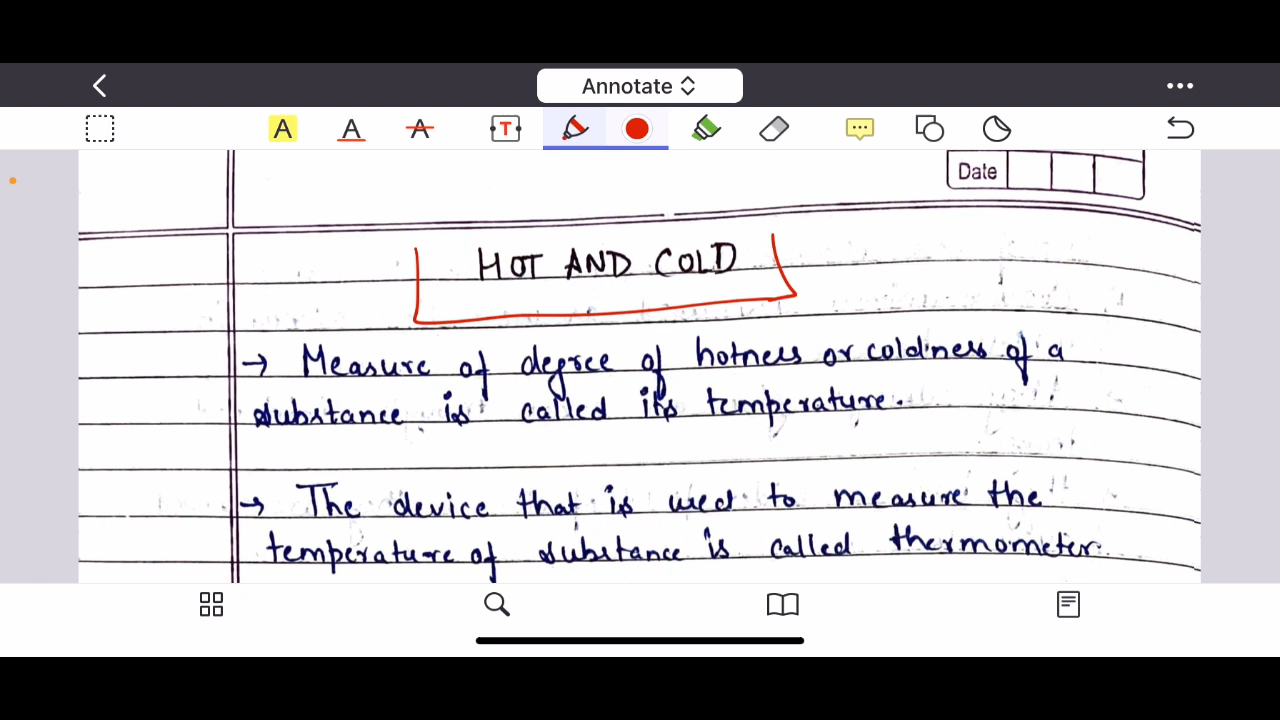 Annotate
A A A T
Date
HOT AND COLD
→ Measure of degree of hotness or coldness of a
substance is called its temperature.
→ The device that is used to measure the
temperature of substance is called thermometer.